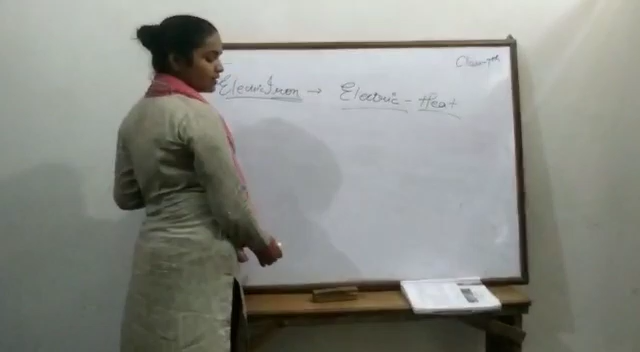 Class-7th
Electric Iron → Electric - Heat